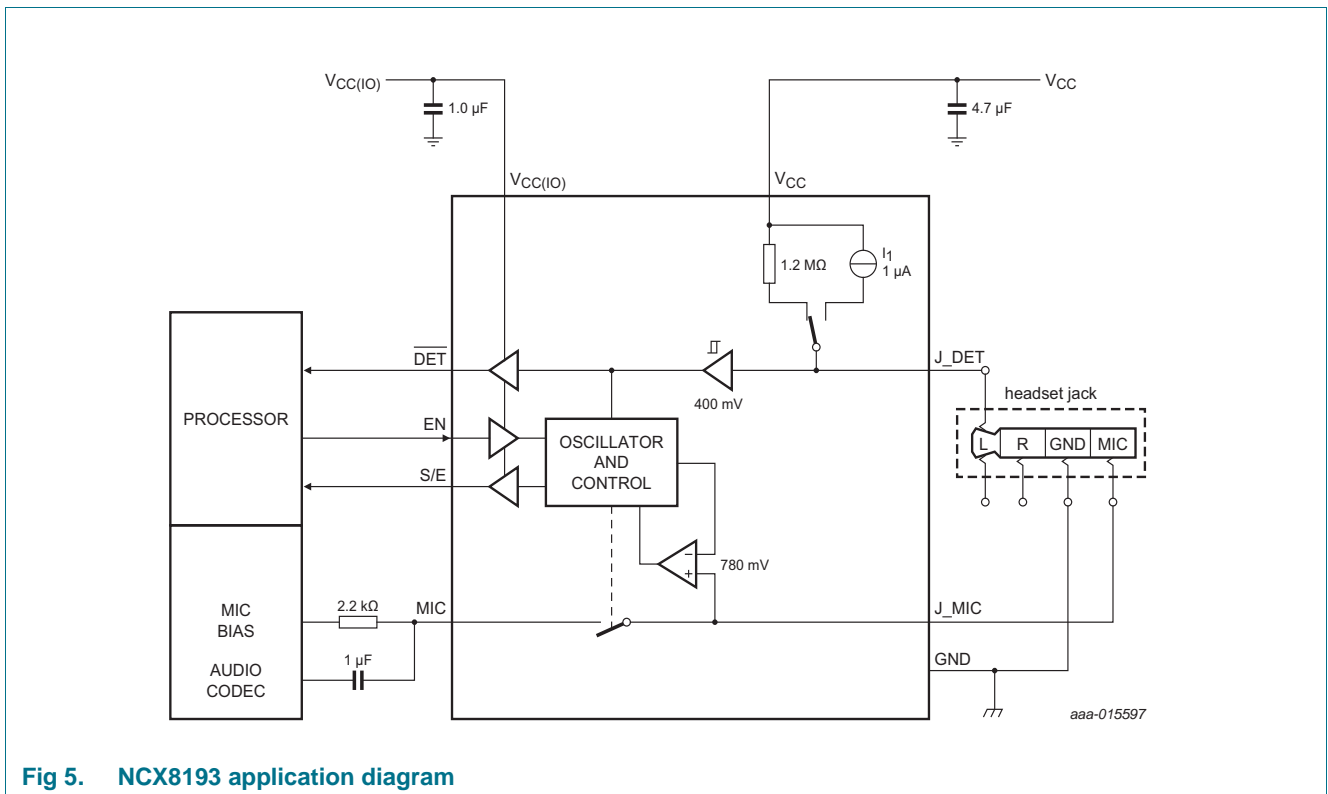 VCC(IO)
1.0 µF
VCC
4.7 µF
VCC(IO)
VCC
1.2 MΩ
I1
1 µA
DET
400 mV
J_DET
headset jack
PROCESSOR
EN
OSCILLATOR
AND
CONTROL
L R GND MIC
S/E
- 780 mV
+
MIC
BIAS
2.2 kΩ
MIC
J_MIC
AUDIO
CODEC
1 µF
GND
aaa-015597
Fig 5. NCX8193 application diagram